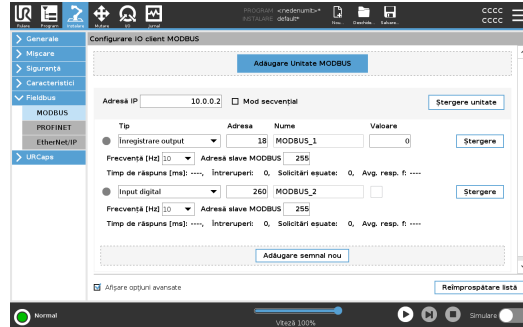 PROGRAM <nedenumit>*
INSTALARE default*
Rulare Program Instalare Mutare I/O Jurnal Nou... Deschide... Salvare...
CCCC
CCCC
Generale
Mișcare
Siguranță
Caracteristici
Fieldbus
MODBUS
PROFINET
EtherNet/IP
URCaps
Configurare IO client MODBUS
Adăugare Unitate MODBUS
Adresă IP 10.0.0.2 Mod secvențial Ștergere unitate
Tip Adresa Nume Valoare
Înregistrare output 18 MODBUS_1 0 Ștergere
Frecvență [Hz] 10 Adresă slave MODBUS 255
Timp de răspuns [ms]: ----, Întreruperi: 0, Solicitări eșuate: 0, Avg. resp. f: ----
Input digital 260 MODBUS_2 Ștergere
Frecvență [Hz] 10 Adresă slave MODBUS 255
Timp de răspuns [ms]: ----, Întreruperi: 0, Solicitări eșuate: 0, Avg. resp. f: ----
Adăugare semnal nou
Afișare opțiuni avansate Reîmprospătare listă
Normal
Viteză 100%
Simulare